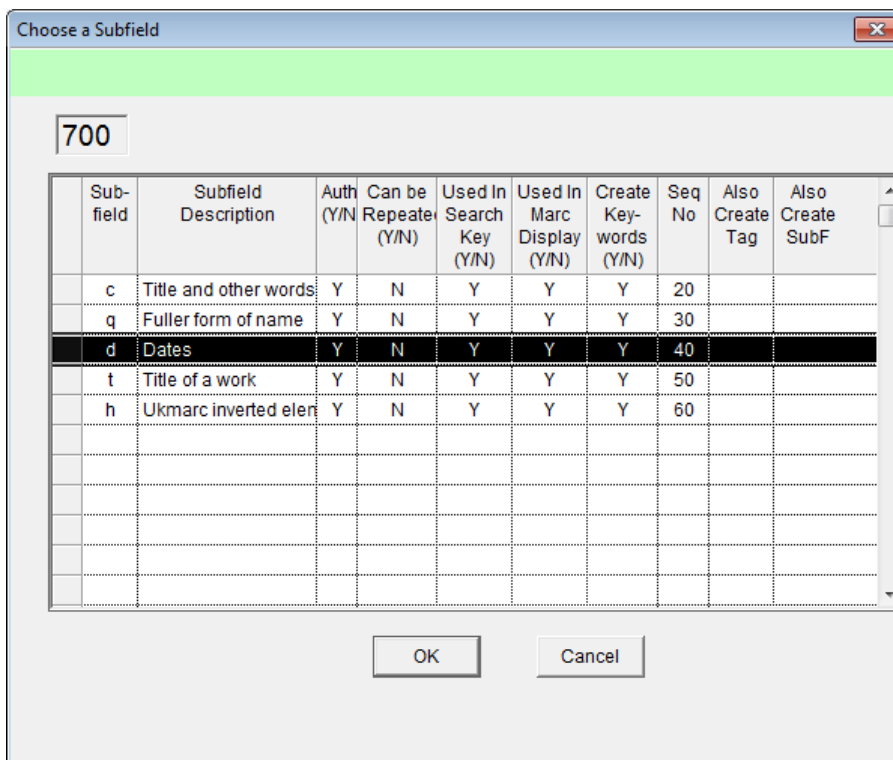 Choose a Subfield
700
Sub-field Subfield Description Auth (Y/N Can be Repeated (Y/N) Used In Search Key (Y/N) Used In Marc Display (Y/N) Create Key-words (Y/N) Seq No Also Create Tag Also Create SubF
c Title and other words Y N Y Y Y 20
q Fuller form of name Y N Y Y Y 30
d Dates Y N Y Y Y 40
t Title of a work Y N Y Y Y 50
h Ukmarc inverted elen Y N Y Y Y 60
OK Cancel